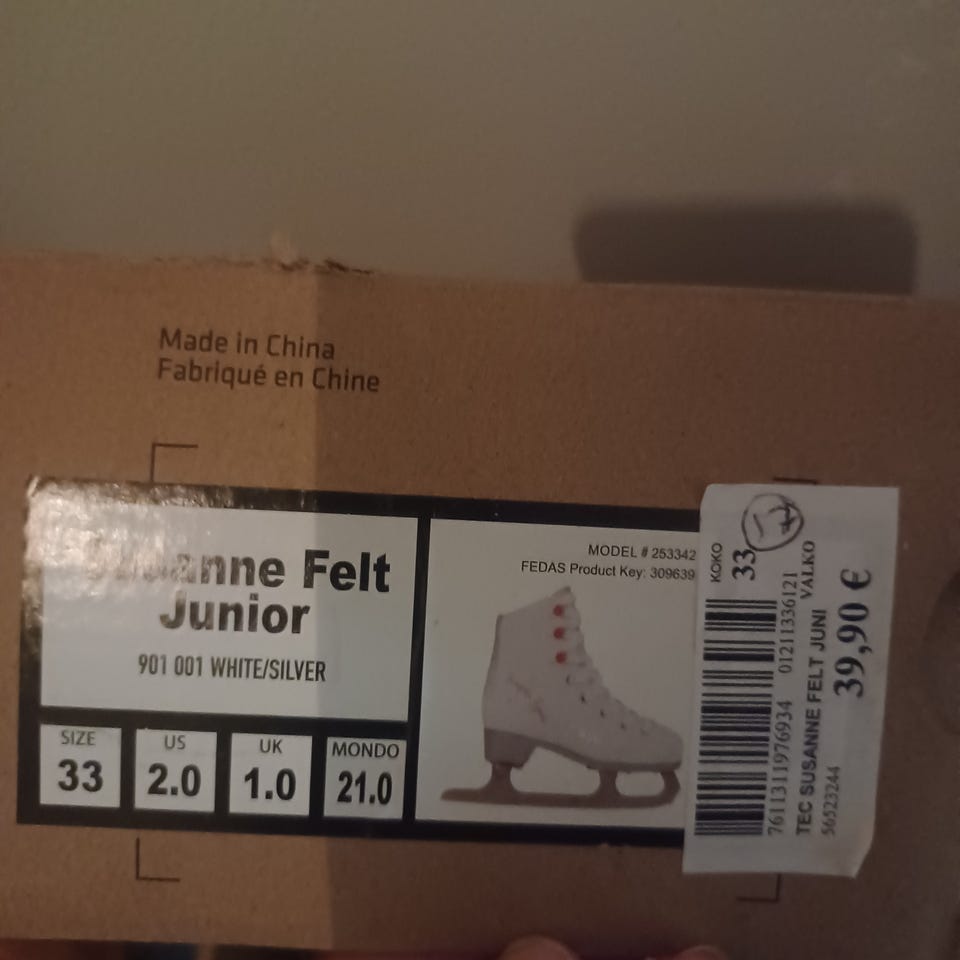 Made in China
Fabriqué en Chine
Susanne Felt
Junior
901 001 WHITE/SILVER
SIZE
33
US
2.0
UK
1.0
MONDO
21.0
MODEL # 253342
FEDAS Product Key: 309639
KOKO
33
7611311976934
01211336121
TEC SUSANNE FELT JUNI
VALKO
56523244
39,90 €